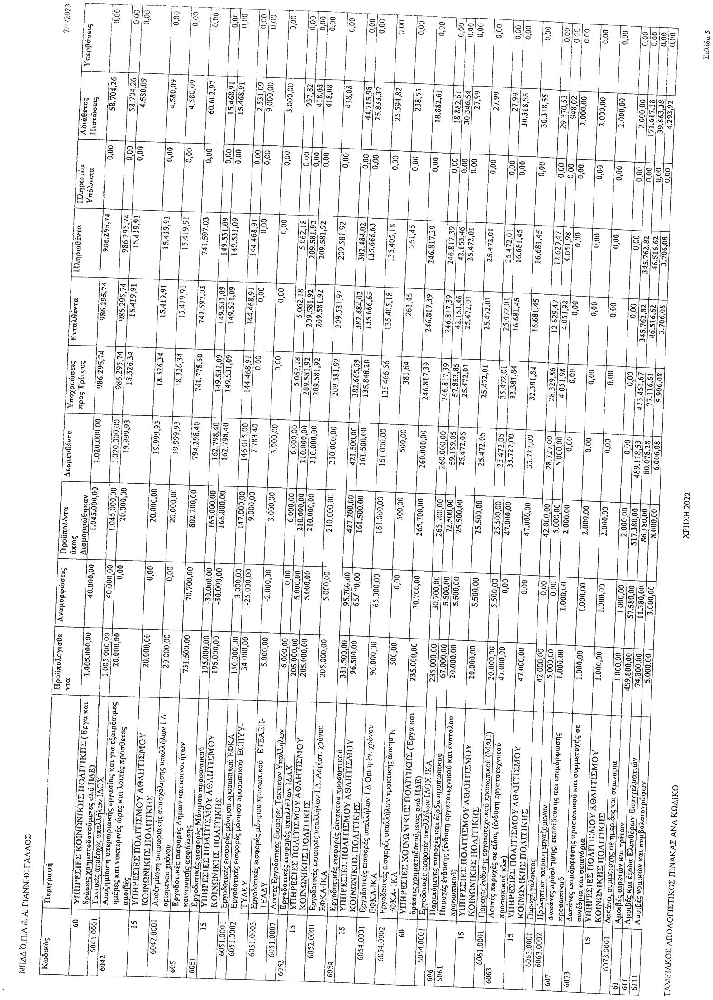 ΝΠΔΔ Ό.Π.Α & Α. ΓΙΑΝΝΗΣ ΓΑΛΛΟΣ 7/4/2023
Κωδικός Περιγραφή Προϋπολογισθέ Αναμορφώσεις Προϋπολ/ντα Δεσμευθέντα Υποχρεώσεις Ενταλθέντα Πληρωθέντα Πληρωτέα Αδιάθετες Υπερβάσεις
ντα όπως προς Τρίτους Υπόλοιπα Πιστώσεις
Διαμορφώθηκαν
60 ΥΠΗΡΕΣΙΕΣ ΚΟΙΝΩΝΙΚΗΣ ΠΟΛΙΤΙΚΗΣ (Έργα και 1.005.000,00 40.000,00 1.045.000,00 1.020.000,00 986.295,74 986.295,74 986.295,74 0,00 58.704,26 0,00
δράσεις χρηματοδοτούμενες από ΠΔΕ)
6041.0001 Τακτικές αποδοχές υπαλλήλων ΙΔΟΧ 1.005.000,00 40.000,00 1.045.000,00 1.020.000,00 986.295,74 986.295,74 986.295,74 0,00 58.704,26 0,00
6042 Αποζημίωση υπερωριακής εργασίας και για εξαιρέσιμες 20.000,00 0,00 20.000,00 19.999,93 18.326,34 15.419,91 15.419,91 0,00 4.580,09 0,00
ημέρες και νυκτερινές ώρες και λοιπές πρόσθετες
αμοιβές
15 ΥΠΗΡΕΣΙΕΣ ΠΟΛΙΤΙΣΜΟΥ ΑΘΛΗΤΙΣΜΟΥ 20.000,00 0,00 20.000,00 19.999,93 18.326,34 15.419,91 15.419,91 0,00 4.580,09 0,00
ΚΟΙΝΩΝΙΚΗΣ ΠΟΛΙΤΙΚΗΣ
6042.0001 Αποζημίωση υπερωριακής απασχόλησης υπαλλήλων Ι.Δ. 20.000,00 0,00 20.000,00 19.999,93 18.326,34 15.419,91 15.419,91 0,00 4.580,09 0,00
ορισμένου χρόνου
605 Εργοδοτικές εισφορές Δήμων και κοινοτήτων 731.500,00 70.700,00 802.200,00 794.298,40 741.778,60 741.597,03 741.597,03 0,00 60.602,97 0,00
κοινωνικής ασφάλισης
6051 Εργοδοτικές εισφορές Μόνιμου προσωπικού 195.000,00 -30.000,00 165.000,00 162.798,40 149.531,09 149.531,09 149.531,09 0,00 15.468,91 0,00
15 ΥΠΗΡΕΣΙΕΣ ΠΟΛΙΤΙΣΜΟΥ ΑΘΛΗΤΙΣΜΟΥ 195.000,00 -30.000,00 165.000,00 162.798,40 149.531,09 149.531,09 149.531,09 0,00 15.468,91 0,00
ΚΟΙΝΩΝΙΚΗΣ ΠΟΛΙΤΙΚΗΣ
6051.0001 Εργοδοτικές εισφορές μόνιμου προσωπικού ΕΦΚΑ 150.000,00 -3.000,00 147.000,00 146.015,00 144.468,91 144.468,91 144.468,91 0,00 2.531,09 0,00
6051.0002 Εργοδοτικές εισφορές μόνιμου προσωπικού ΕΟΠΥΥ- 34.000,00 -25.000,00 9.000,00 7.783,40 0,00 0,00 0,00 0,00 9.000,00 0,00
ΤΥΔΚΥ
6051.0003 Εργοδοτικές εισφορές μόνιμου προσωπικού ΕΤΕΑΕΠ- 5.000,00 -2.000,00 3.000,00 3.000,00 0,00 0,00 0,00 0,00 3.000,00 0,00
ΤΕΑΔΥ
6051.0007 Λοιπες Εργοδοτικες Εισφορες Τακτικων Υπαλληλων 6.000,00 0,00 6.000,00 6.000,00 5.062,18 5.062,18 5.062,18 0,00 937,82 0,00
6052 Εργοδοτικές εισφορές υπαλλήλων ΙΔΑΧ 205.000,00 5.000,00 210.000,00 210.000,00 209.581,92 209.581,92 209.581,92 0,00 418,08 0,00
15 ΥΠΗΡΕΣΙΕΣ ΠΟΛΙΤΙΣΜΟΥ ΑΘΛΗΤΙΣΜΟΥ 205.000,00 5.000,00 210.000,00 210.000,00 209.581,92 209.581,92 209.581,92 0,00 418,08 0,00
ΚΟΙΝΩΝΙΚΗΣ ΠΟΛΙΤΙΚΗΣ
6052.0001 Εργοδοτικές εισφορές υπαλλήλων Ι.Δ. Αορίστ. χρόνου 205.000,00 5.000,00 210.000,00 210.000,00 209.581,92 209.581,92 209.581,92 0,00 418,08 0,00
ΕΦΚΑ-ΙΚΑ
6054 Εργοδοτικές εισφορές έκτακτου προσωπικού 331.500,00 95.700,00 427.200,00 421.500,00 382.665,59 382.484,02 382.484,02 0,00 44.715,98 0,00
15 ΥΠΗΡΕΣΙΕΣ ΠΟΛΙΤΙΣΜΟΥ ΑΘΛΗΤΙΣΜΟΥ 96.500,00 65.000,00 161.500,00 161.500,00 135.848,20 135.666,63 135.666,63 0,00 25.833,37 0,00
ΚΟΙΝΩΝΙΚΗΣ ΠΟΛΙΤΙΚΗΣ
6054.0001 Εργοδοτικές εισφορές υπαλλήλων Ι Δ.Ορισμέν. χρόνου 96.000,00 65.000,00 161.000,00 161.000,00 135.466,56 135.405,18 135.405,18 0,00 25.594,82 0,00
ΕΦΚΑ-ΙΚΑ
6054.0002 Εργοδοτικές εισφορές υπαλλήλων πρακτικής άσκησης 500,00 0,00 500,00 500,00 381,64 261,45 261,45 0,00 238,55 0,00
ΕΦΚΑ- ΙΚΑ
60 ΥΠΗΡΕΣΙΕΣ ΚΟΙΝΩΝΙΚΗΣ ΠΟΛΙΤΙΚΗΣ (Έργα και 235.000,00 30.700,00 265.700,00 260.000,00 246.817,39 246.817,39 246.817,39 0,00 18.882,61 0,00
δράσεις χρηματοδοτούμενες από ΠΔΕ)
6054.0001 Εργοδοτικές εισφορές υπαλλήλων ΙΔΟΧ ΙΚΑ 235.000,00 30.700,00 265.700,00 260.000,00 246.817,39 246.817,39 246.817,39 0,00 18.882,61 0,00
606 Παρεπόμενες παροχές και έξοδα προσωπικού 67.000,00 5.500,00 72.500,00 59.199,05 57.853,85 42.153,46 42.153,46 0,00 30.346,54 0,00
6061 Παροχές ένδυσης (ένδυση εργατοτεχνικού και ένστολου 20.000,00 5.500,00 25.500,00 25.472,05 25.472,01 25.472,01 25.472,01 0,00 27,99 0,00
προσωπικού)
15 ΥΠΗΡΕΣΙΕΣ ΠΟΛΙΤΙΣΜΟΥ ΑΘΛΗΤΙΣΜΟΥ 20.000,00 5.500,00 25.500,00 25.472,05 25.472,01 25.472,01 25.472,01 0,00 27,99 0,00
ΚΟΙΝΩΝΙΚΗΣ ΠΟΛΙΤΙΚΗΣ
6061.0001 Παροχές ένδυσης εργατοτεχνικού προσωπικού (ΜΑΠ) 20.000,00 5.500,00 25.500,00 25.472,05 25.472,01 25.472,01 25.472,01 0,00 27,99 0,00
6063 Λοιπές παροχές σε είδος (ένδυση εργατοτεχνικού 47.000,00 0,00 47.000,00 33.727,00 32.381,84 16.681,45 16.681,45 0,00 30.318,55 0,00
προσωπικού κλπ)
15 ΥΠΗΡΕΣΙΕΣ ΠΟΛΙΤΙΣΜΟΥ ΑΘΛΗΤΙΣΜΟΥ 47.000,00 0,00 47.000,00 33.727,00 32.381,84 16.681,45 16.681,45 0,00 30.318,55 0,00
ΚΟΙΝΩΝΙΚΗΣ ΠΟΛΙΤΙΚΗΣ
6063.0001 Παροχή γάλακτος 42.000,00 0,00 42.000,00 28.727,00 28.329,86 12.629,47 12.629,47 0,00 29.370,53 0,00
6063.0002 Προληπτικη ιατρικη εργαζομενων 5.000,00 0,00 5.000,00 5.000,00 4.051,98 4.051,98 4.051,98 0,00 948,02 0,00
607 Δαπάνες πρόσληψης, εκπαίδευσης και επιμόρφωσης 1.000,00 1.000,00 2.000,00 0,00 0,00 0,00 0,00 0,00 2.000,00 0,00
προσωπικού
6073 Δαπάνες επιμόρφωσης προσωπικού και συμμετοχής σε 1.000,00 1.000,00 2.000,00 0,00 0,00 0,00 0,00 0,00 2.000,00 0,00
συνέδρια και σεμινάρια
15 ΥΠΗΡΕΣΙΕΣ ΠΟΛΙΤΙΣΜΟΥ ΑΘΛΗΤΙΣΜΟΥ 1.000,00 1.000,00 2.000,00 0,00 0,00 0,00 0,00 0,00 2.000,00 0,00
ΚΟΙΝΩΝΙΚΗΣ ΠΟΛΙΤΙΚΗΣ
6073.0001 Δαπάνες συμμετοχής σε ημερίδες και σεμιναρια 1.000,00 1.000,00 2.000,00 0,00 0,00 0,00 0,00 0,00 2.000,00 0,00
61 Αμοιβές αιρετών και τρίτων 459.800,00 57.580,00 517.380,00 489.118,53 423.451,67 345.762,82 345.762,82 0,00 171.617,18 0,00
611 Αμοιβές και έξοδα Ελευθέρων Επαγγελματιών 74.800,00 11.380,00 86.180,00 80.078,28 77.116,61 46.516,62 46.516,62 0,00 39.663,38 0,00
6111 Αμοιβές νομικών και συμβολαιογράφων 5.000,00 3.000,00 8.000,00 6.006,08 5.906,08 3.706,08 3.706,08 0,00 4.293,92 0,00
ΤΑΜΕΙΑΚΟΣ ΑΠΟΛΟΓΙΣΤΙΚΟΣ ΠΙΝΑΚΑΣ ΑΝΑ ΚΩΔΙΚΟ ΧΡΗΣΗ 2022 Σελίδα 5